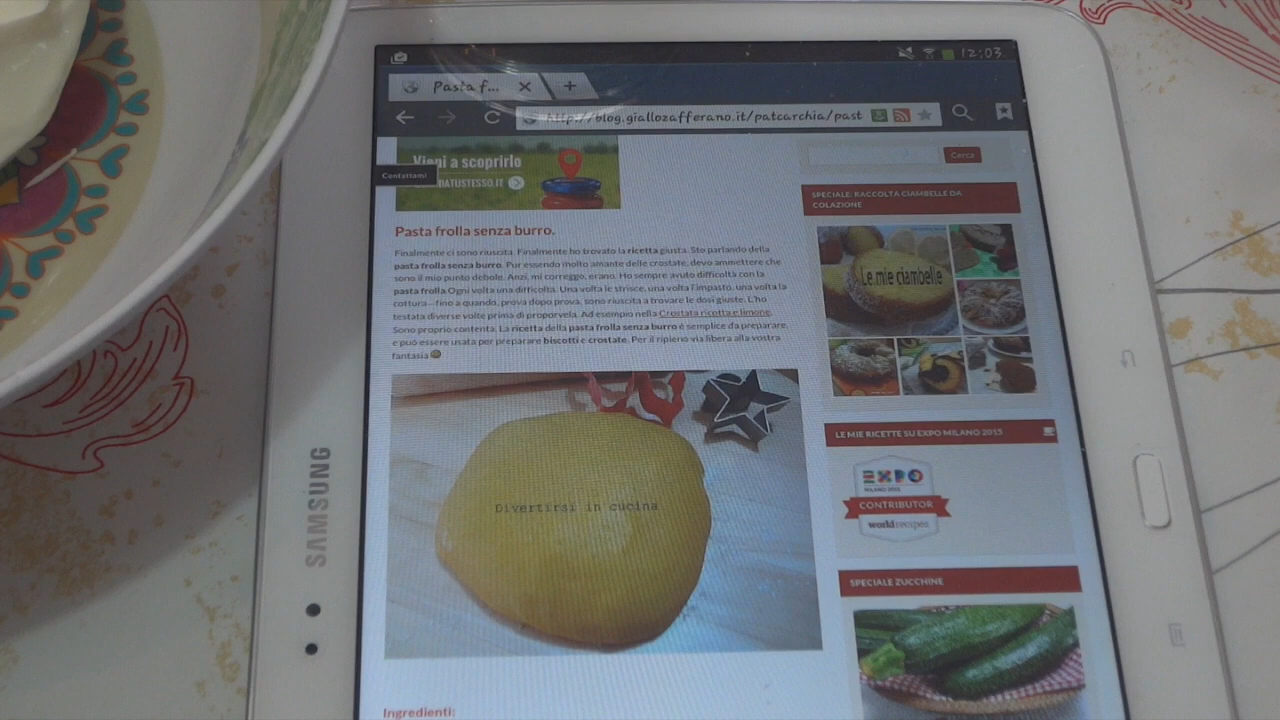 12:03
Pasta f...
http://blog.giallozafferano.it/patcarchia/past
Vieni a scoprirlo
Contattami
DATUSTESSO.IT
Cerca
SPECIALE: RACCOLTA CIAMBELLE DA
COLAZIONE
Le mie ciambelle
Pasta frolla senza burro.
Finalmente ci sono riuscita. Finalmente ho trovato la ricetta giusta. Sto parlando della
pasta frolla senza burro. Pur essendo molto amante delle crostate, devo ammettere che
sono il mio punto debole. Anzi, mi correggo, erano. Ho sempre avuto difficoltà con la
pasta frolla. Ogni volta una difficoltà. Una volta le strisce, una volta l'impasto, una volta la
cottura...fino a quando, prova dopo prova, sono riuscita a trovare le dosi giuste. L'ho
testata diverse volte prima di proporvela. Ad esempio nella Crostata ricotta e limone.
Sono proprio contenta. La ricetta della pasta frolla senza burro è semplice da preparare,
e può essere usata per preparare biscotti e crostate. Per il ripieno via libera alla vostra
fantasia
Divertirsi in cucina
Ingredienti:
LE MIE RICETTE SU EXPO MILANO 2015
EXPO
MILANO 2015
CONTRIBUTOR
worldrecipes
SPECIALE ZUCCHINE
SAMSUNG